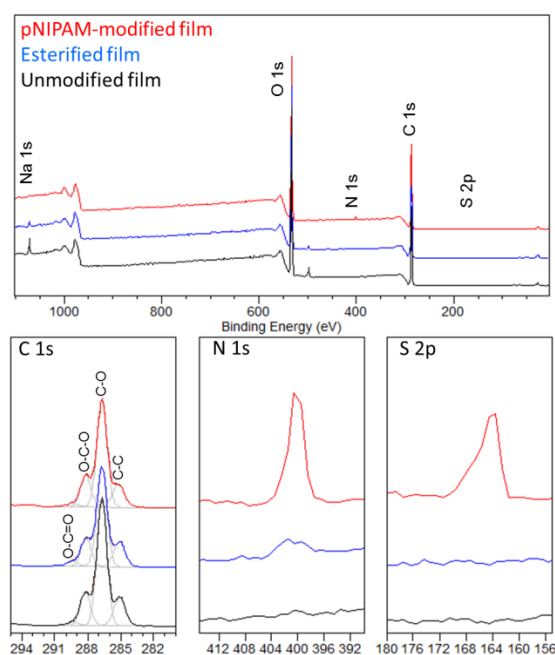 pNIPAM-modified film
Esterified film
Unmodified film
Na 1s
O 1s
N 1s
C 1s
S 2p
1000 800 600 400 200
Binding Energy (eV)
C 1s
O-C=O
O-C-O
C-O
C-C
294 291 288 285 282 280
N 1s
412 408 404 400 396 392
S 2p
180 176 172 168 164 160 156